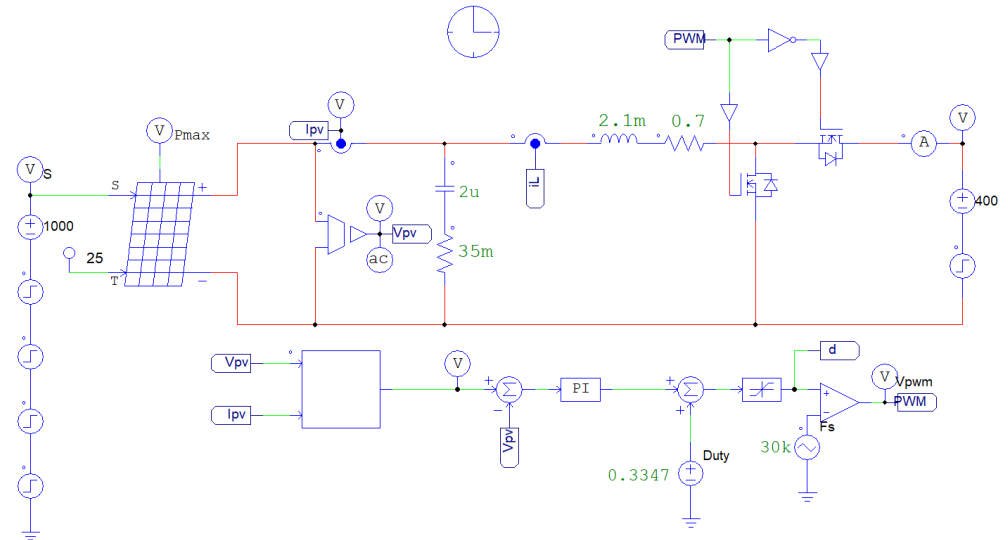 PWM
V
2.1m
0.7
V
Ipv
V
Pmax
V
A
V
S
S
+
1000
2u
400
V
Vpv
iL
25
T
−
ac
35m
Vpv
V
d
Ipv
+
−
PI
+
+
V
Vpwm
PWM
+
−
Fs
Vpv
Duty
30k
0.3347